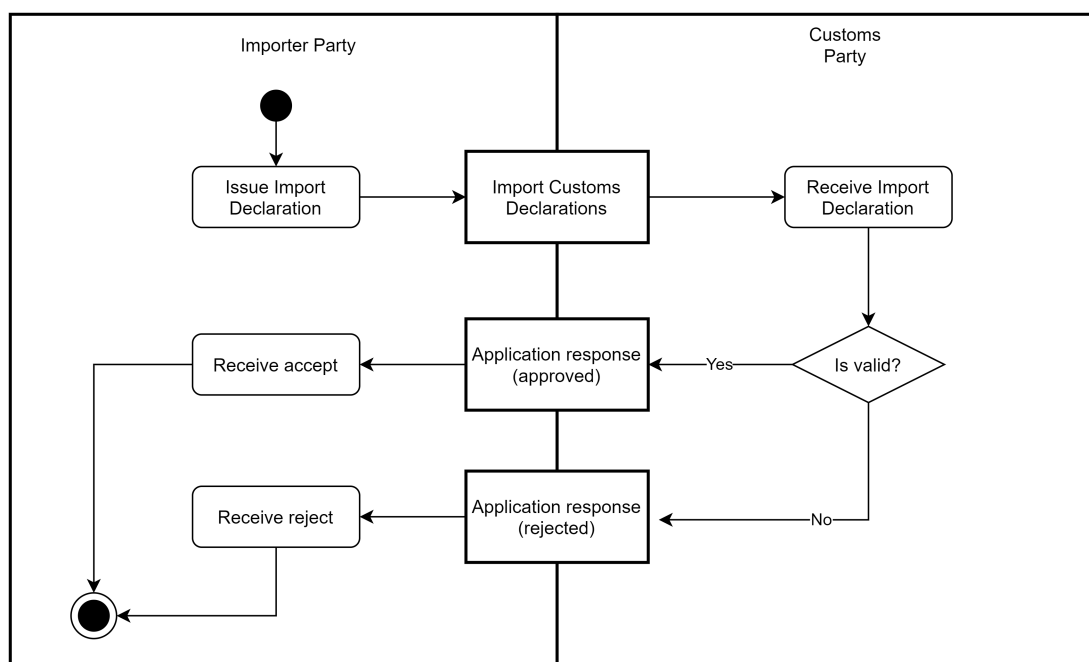 Importer Party
Customs
Party
Issue Import
Declaration
Import Customs
Declarations
Receive Import
Declaration
Receive accept
Application response
(approved)
Yes
Is valid?
Receive reject
Application response
(rejected)
No